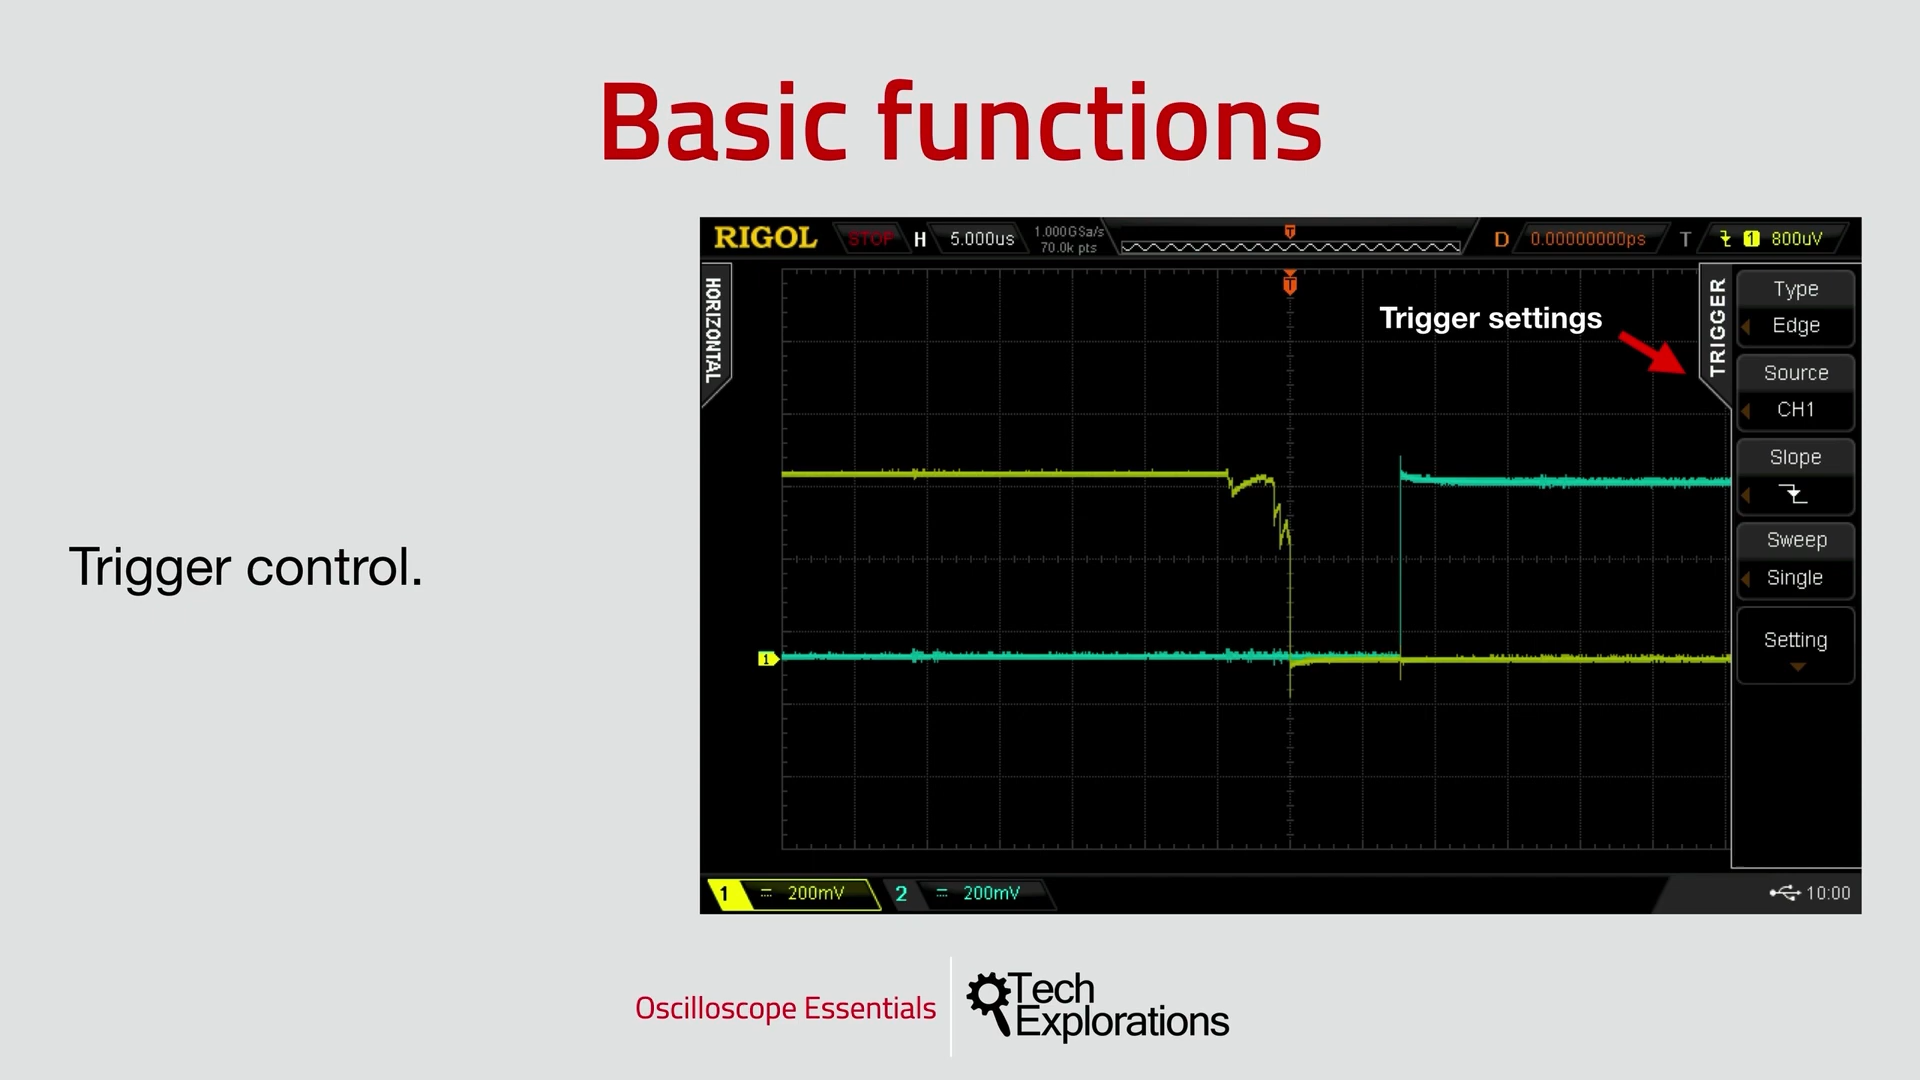 Basic functions
RIGOL STOP H 5.000us 1.000GSa/s 70.0k pts T D 0.00000000ps T 1 800uV
HORIZONTAL
T
Trigger settings
TRIGGER
Type
Edge
Source
CH1
Slope
Sweep
Single
Setting
Trigger control.
1
1 200mV 2 200mV 10:00
Oscilloscope Essentials
Tech
Explorations